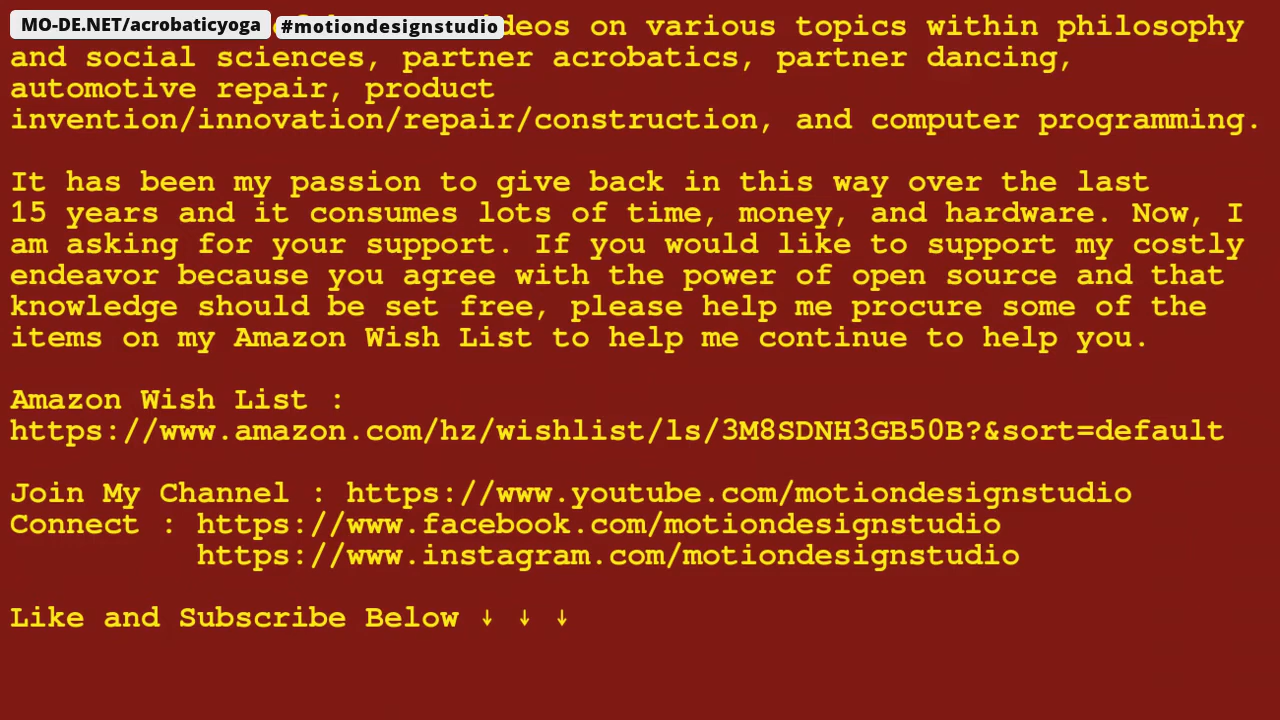 MO-DE.NET/acrobaticyoga #motiondesignstudio on various topics within philosophy
and social sciences, partner acrobatics, partner dancing,
automotive repair, product
invention/innovation/repair/construction, and computer programming.
It has been my passion to give back in this way over the last
15 years and it consumes lots of time, money, and hardware. Now, I
am asking for your support. If you would like to support my costly
endeavor because you agree with the power of open source and that
knowledge should be set free, please help me procure some of the
items on my Amazon Wish List to help me continue to help you.
Amazon Wish List :
https://www.amazon.com/hz/wishlist/ls/3M8SDNH3GB50B?&sort=default
Join My Channel : https://www.youtube.com/motiondesignstudio
Connect : https://www.facebook.com/motiondesignstudio
https://www.instagram.com/motiondesignstudio
Like and Subscribe Below ↓ ↓ ↓